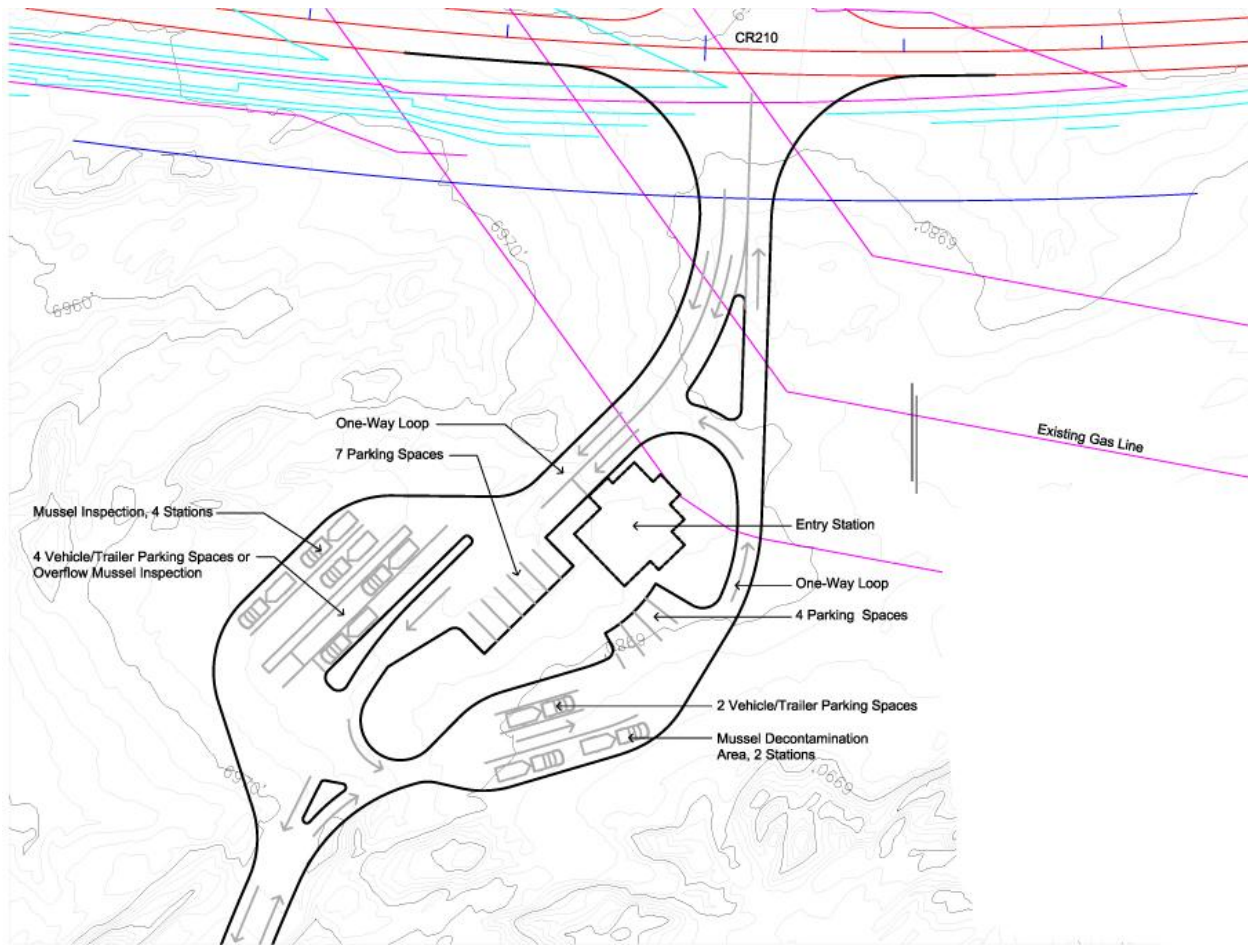 CR210
6970'
6980'
6960'
One-Way Loop
7 Parking Spaces
Existing Gas Line
Mussel Inspection, 4 Stations
Entry Station
4 Vehicle/Trailer Parking Spaces or
Overflow Mussel Inspection
One-Way Loop
6990'
4 Parking Spaces
6980'
2 Vehicle/Trailer Parking Spaces
Mussel Decontamination
Area, 2 Stations
6970'